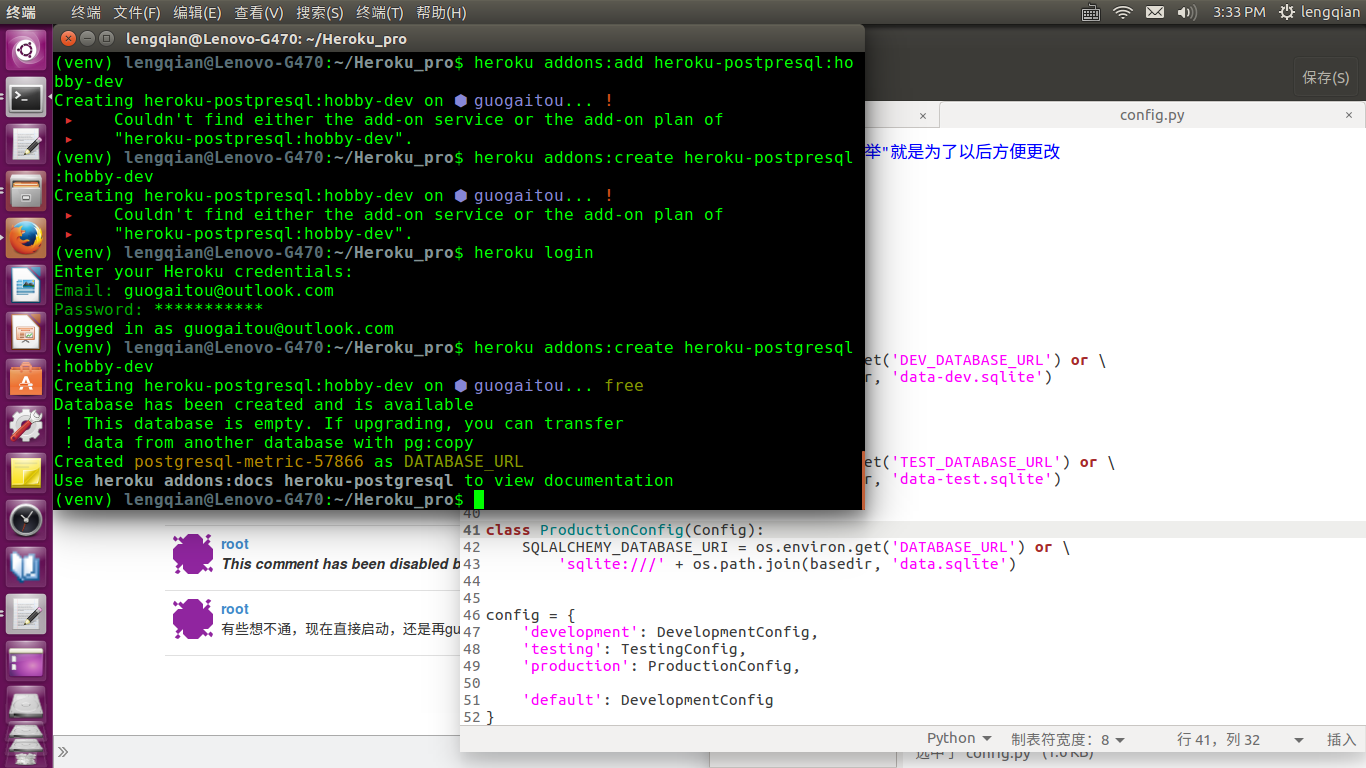 终端 终端 文件(F) 编辑(E) 查看(V) 搜索(S) 终端(T) 帮助(H) 3:33 PM lengqian
lengqian@Lenovo-G470: ~/Heroku_pro
(venv) lengqian@Lenovo-G470:~/Heroku_pro$ heroku addons:add heroku-postpresql:ho
bby-dev
Creating heroku-postpresql:hobby-dev on ⬢ guogaitou... !
▸    Couldn't find either the add-on service or the add-on plan of
▸    "heroku-postpresql:hobby-dev".
(venv) lengqian@Lenovo-G470:~/Heroku_pro$ heroku addons:create heroku-postpresql
:hobby-dev
Creating heroku-postpresql:hobby-dev on ⬢ guogaitou... !
▸    Couldn't find either the add-on service or the add-on plan of
▸    "heroku-postpresql:hobby-dev".
(venv) lengqian@Lenovo-G470:~/Heroku_pro$ heroku login
Enter your Heroku credentials:
Email: guogaitou@outlook.com
Password: ***********
Logged in as guogaitou@outlook.com
(venv) lengqian@Lenovo-G470:~/Heroku_pro$ heroku addons:create heroku-postgresql
:hobby-dev
Creating heroku-postgresql:hobby-dev on ⬢ guogaitou... free
Database has been created and is available
! This database is empty. If upgrading, you can transfer
! data from another database with pg:copy
Created postgresql-metric-57866 as DATABASE_URL
Use heroku addons:docs heroku-postgresql to view documentation
(venv) lengqian@Lenovo-G470:~/Heroku_pro$
保存(S)
× config.py ×
举"就是为了以后方便更改
et('DEV_DATABASE_URL') or \
r, 'data-dev.sqlite')
et('TEST_DATABASE_URL') or \
r, 'data-test.sqlite')
40
41 class ProductionConfig(Config):
42     SQLALCHEMY_DATABASE_URI = os.environ.get('DATABASE_URL') or \
43         'sqlite:///' + os.path.join(basedir, 'data.sqlite')
44
45
46 config = {
47     'development': DevelopmentConfig,
48     'testing': TestingConfig,
49     'production': ProductionConfig,
50
51     'default': DevelopmentConfig
52 }
Python 制表符宽度：8 行 41，列 32 插入
选中了"config.py" (1.6 KB)
root
This comment has been disabled b
root
有些想不通，现在直接启动，还是再gu
»